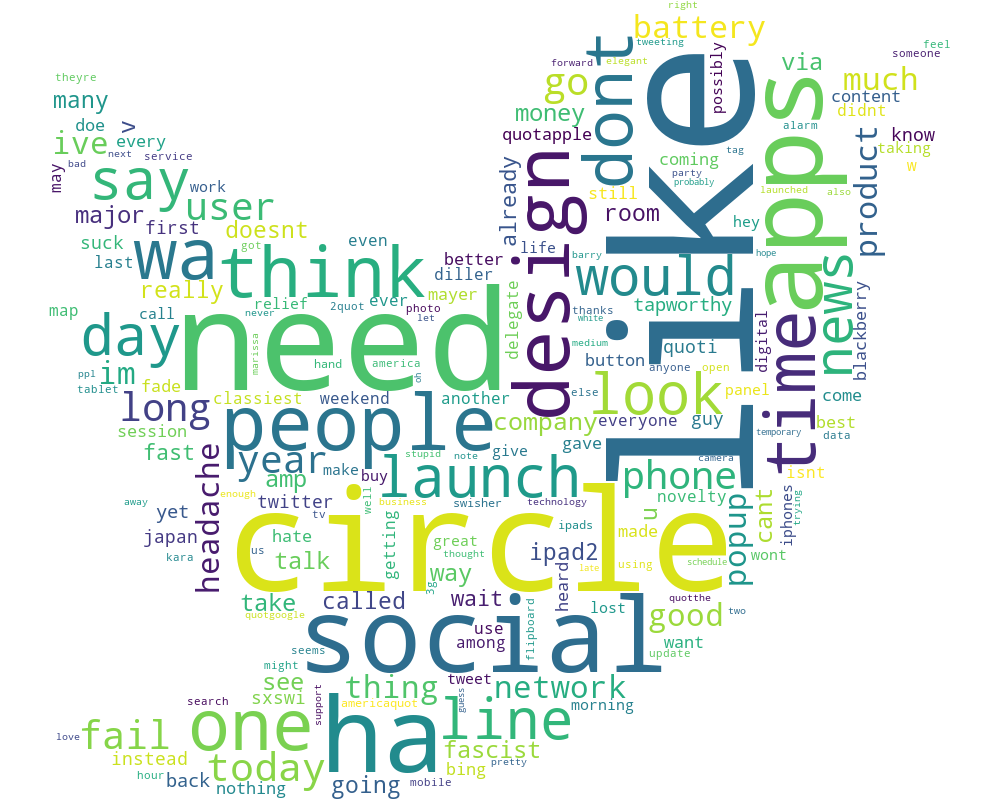 right
battery
feel
tweeting
someone
theyre
elegant
forward
via
go
possibly
much
many
dont
like
apps
content
money
didnt
doe
>
alarm
quotapple
know
every
tag
ive
coming
product
taking
next
service
already
bad
party
w
may
say
work
design
still
probably
launched
also
user
room
major
first
hey
doesnt
suck
even
life
got
wa
think
better
barry
hope
last
diller
would
news
really
mayer
relief
2quot
ever
tapworthy
map
call
never
photo
delegate
thanks
time
need
let
white
day
digital
blackberry
marissa
medium
quoti
hand
america
button
anyone
open
im
ppl
oh
look
tablet
fade
else
panel
come
classiest
weekend
another
long
people
company
everyone
guy
best
session
temporary
data
fast
year
stupid
note
give
gave
camera
headache
make
launch
phone
isnt
amp
buy
iphones
trying
enough
well
novelty
away
twitter
business
swisher
technology
popup
cant
tv
u
yet
circle
ipads
japan
hate
getting
great
made
us
ipad2
kara
talk
thought
wont
way
heard
using
schedule
late
3g
take
called
wait
lost
quotthe
quotgoogle
social
good
two
use
flipboard
among
want
seems
update
might
see
thing
tweet
network
sxswi
search
support
americaquot
guess
morning
one
ha
line
love
fail
instead
today
fascist
bing
pretty
hour
back
nothing
going
mobile